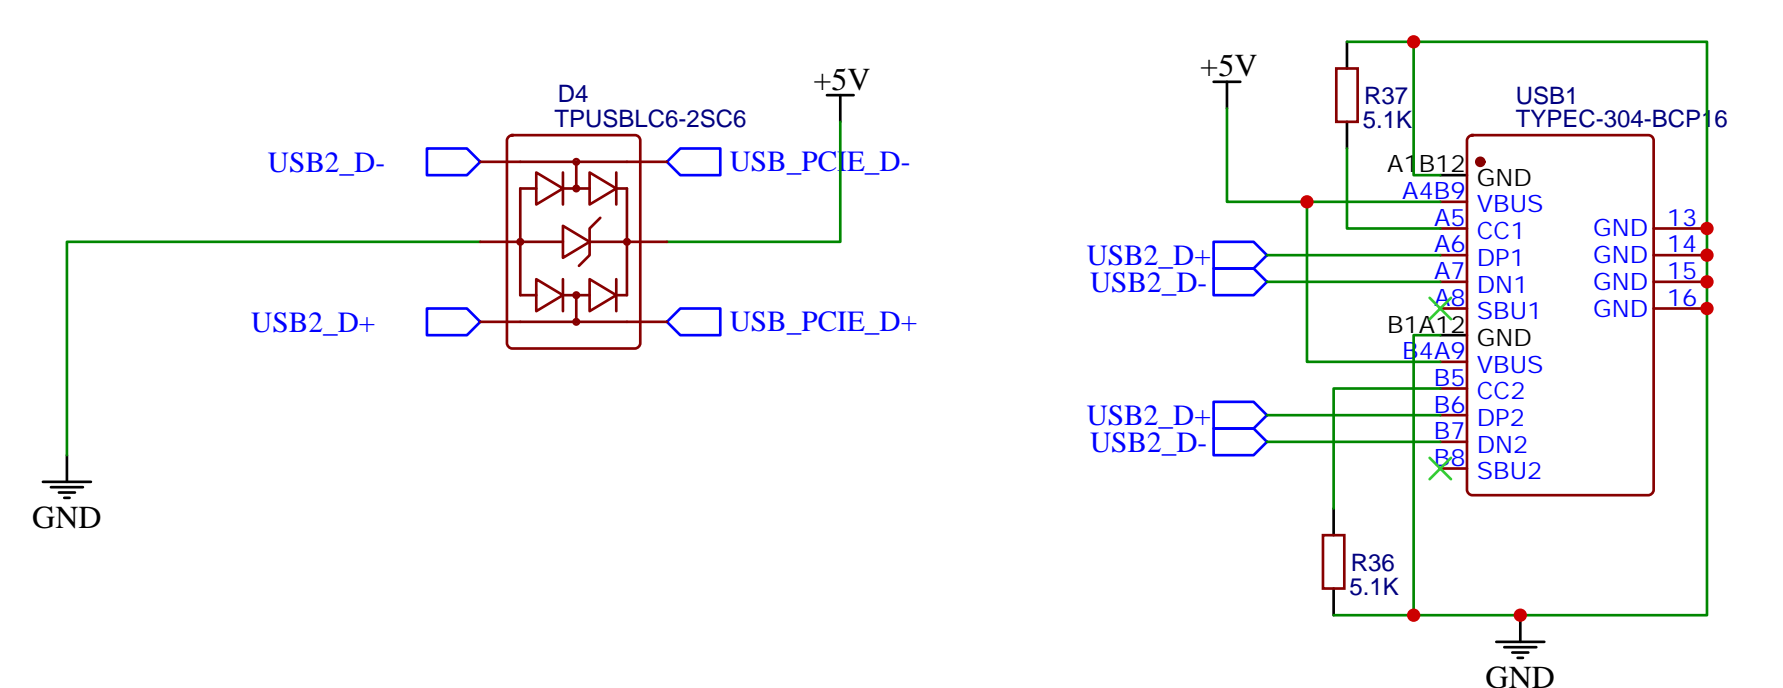 D4
TPUSBLC6-2SC6
+5V
USB2_D-
USB_PCIE_D-
USB2_D+
USB_PCIE_D+
GND
+5V
R37
5.1K
USB1
TYPEC-304-BCP16
A1B12
GND
A4B9
VBUS
A5
CC1
A6
DP1
A7
DN1
A8
SBU1
B1A12
GND
B4A9
VBUS
B5
CC2
B6
DP2
B7
DN2
B8
SBU2
GND 13
GND 14
GND 15
GND 16
USB2_D+
USB2_D-
USB2_D+
USB2_D-
R36
5.1K
GND